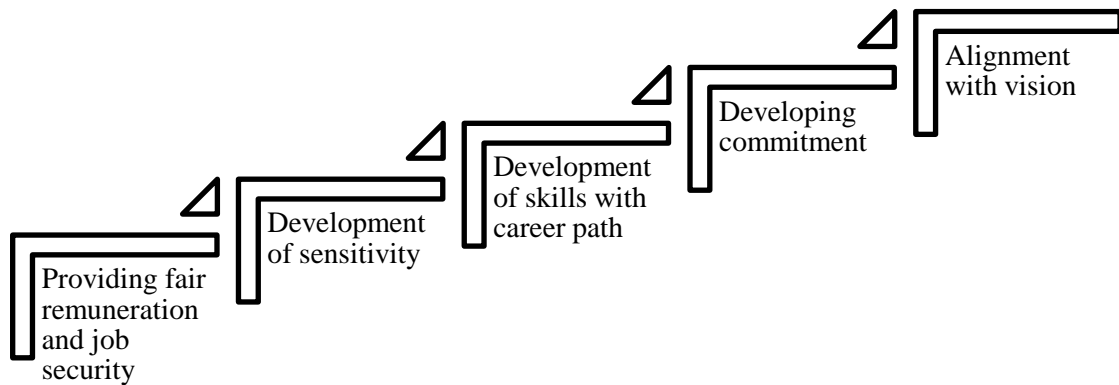 Providing fair
remuneration
and job
security
Development
of sensitivity
Development
of skills with
career path
Developing
commitment
Alignment
with vision